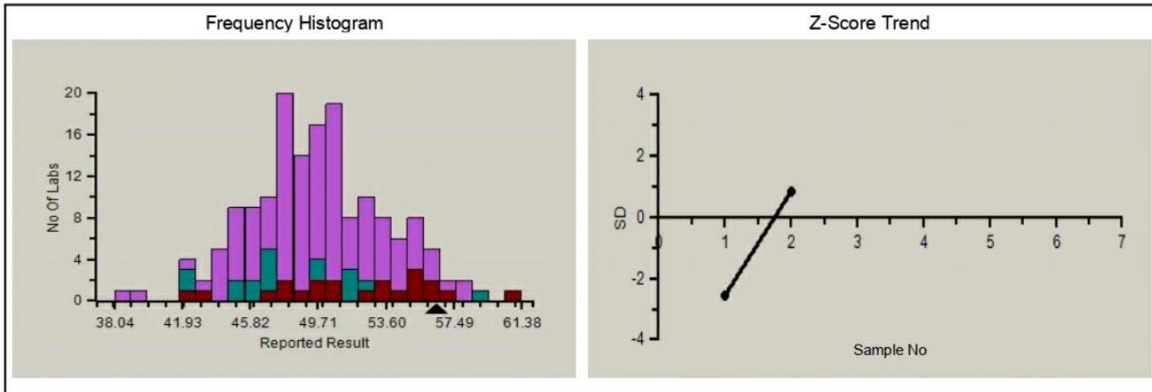 Frequency Histogram
20
16
12
8
4
0
No Of Labs
38.04 41.93 45.82 49.71 53.60 57.49 61.38
Reported Result
Z-Score Trend
4
2
0
-2
-4
SD
0 1 2 3 4 5 6 7
Sample No